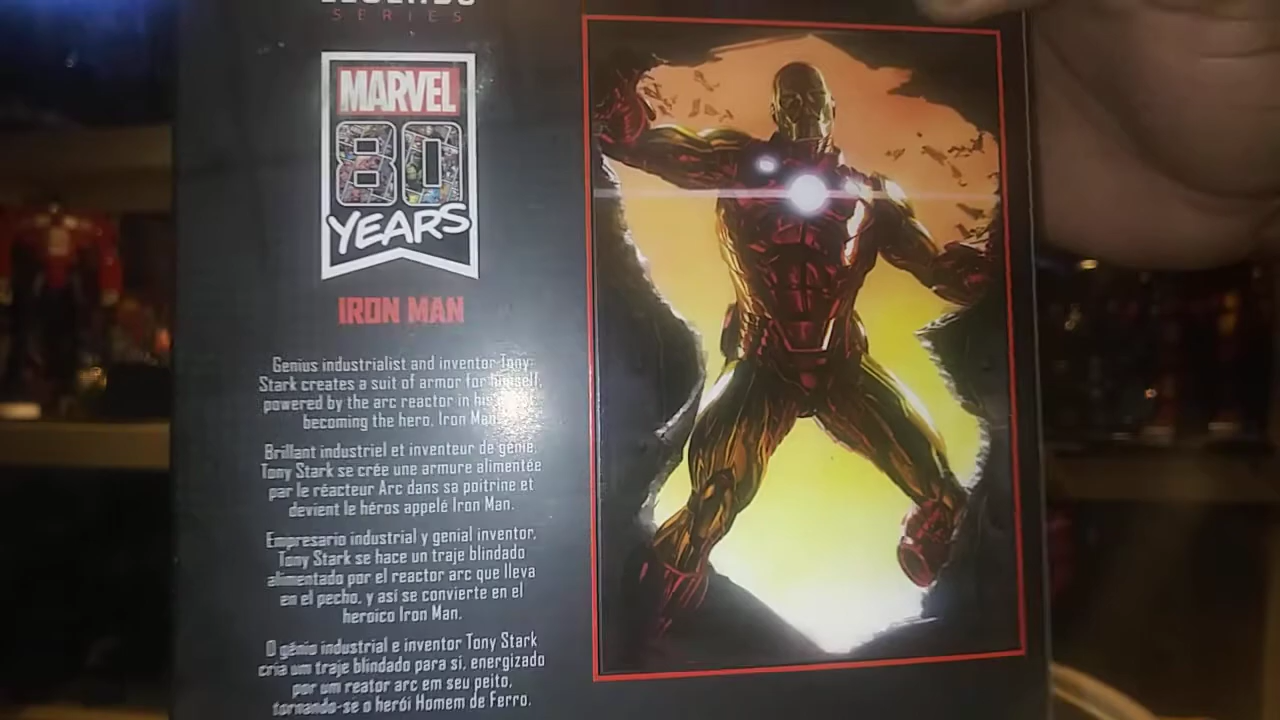 LEGENDS
SERIES
MARVEL
80
YEARS
IRON MAN
Genius industrialist and inventor Tony
Stark creates a suit of armor for himself,
powered by the arc reactor in his
becoming the hero, Iron Man.
Brillant industriel et inventeur de génie,
Tony Stark se crée une armure alimentée
par le réacteur Arc dans sa poitrine et
devient le héros appelé Iron Man.
Empresario industrial y genial inventor,
Tony Stark se hace un traje blindado
alimentado por el reactor arc que lleva
en el pecho, y así se convierte en el
heroico Iron Man.
O gênio industrial e inventor Tony Stark
cria um traje blindado para si, energizado
por um reator arc em seu peito,
tornando-se o herói Homem de Ferro.